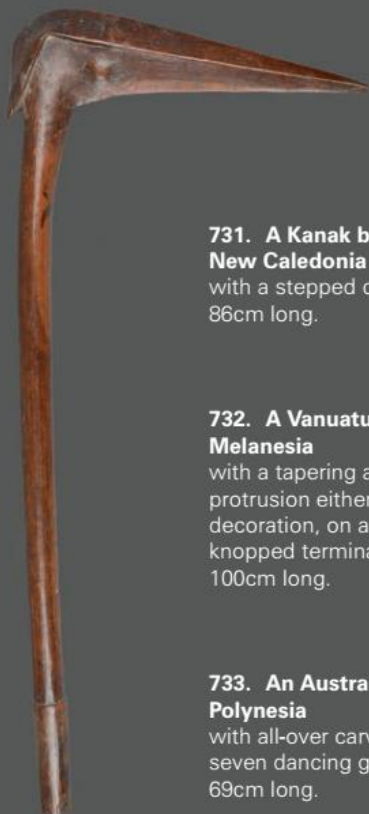 731. A Kanak b
New Caledonia
with a stepped
86cm long.
732. A Vanuatu
Melanesia
with a tapering a
protrusion either
decoration, on a
knopped termina
100cm long.
733. An Austra
Polynesia
with all-over carv
seven dancing g
69cm long.